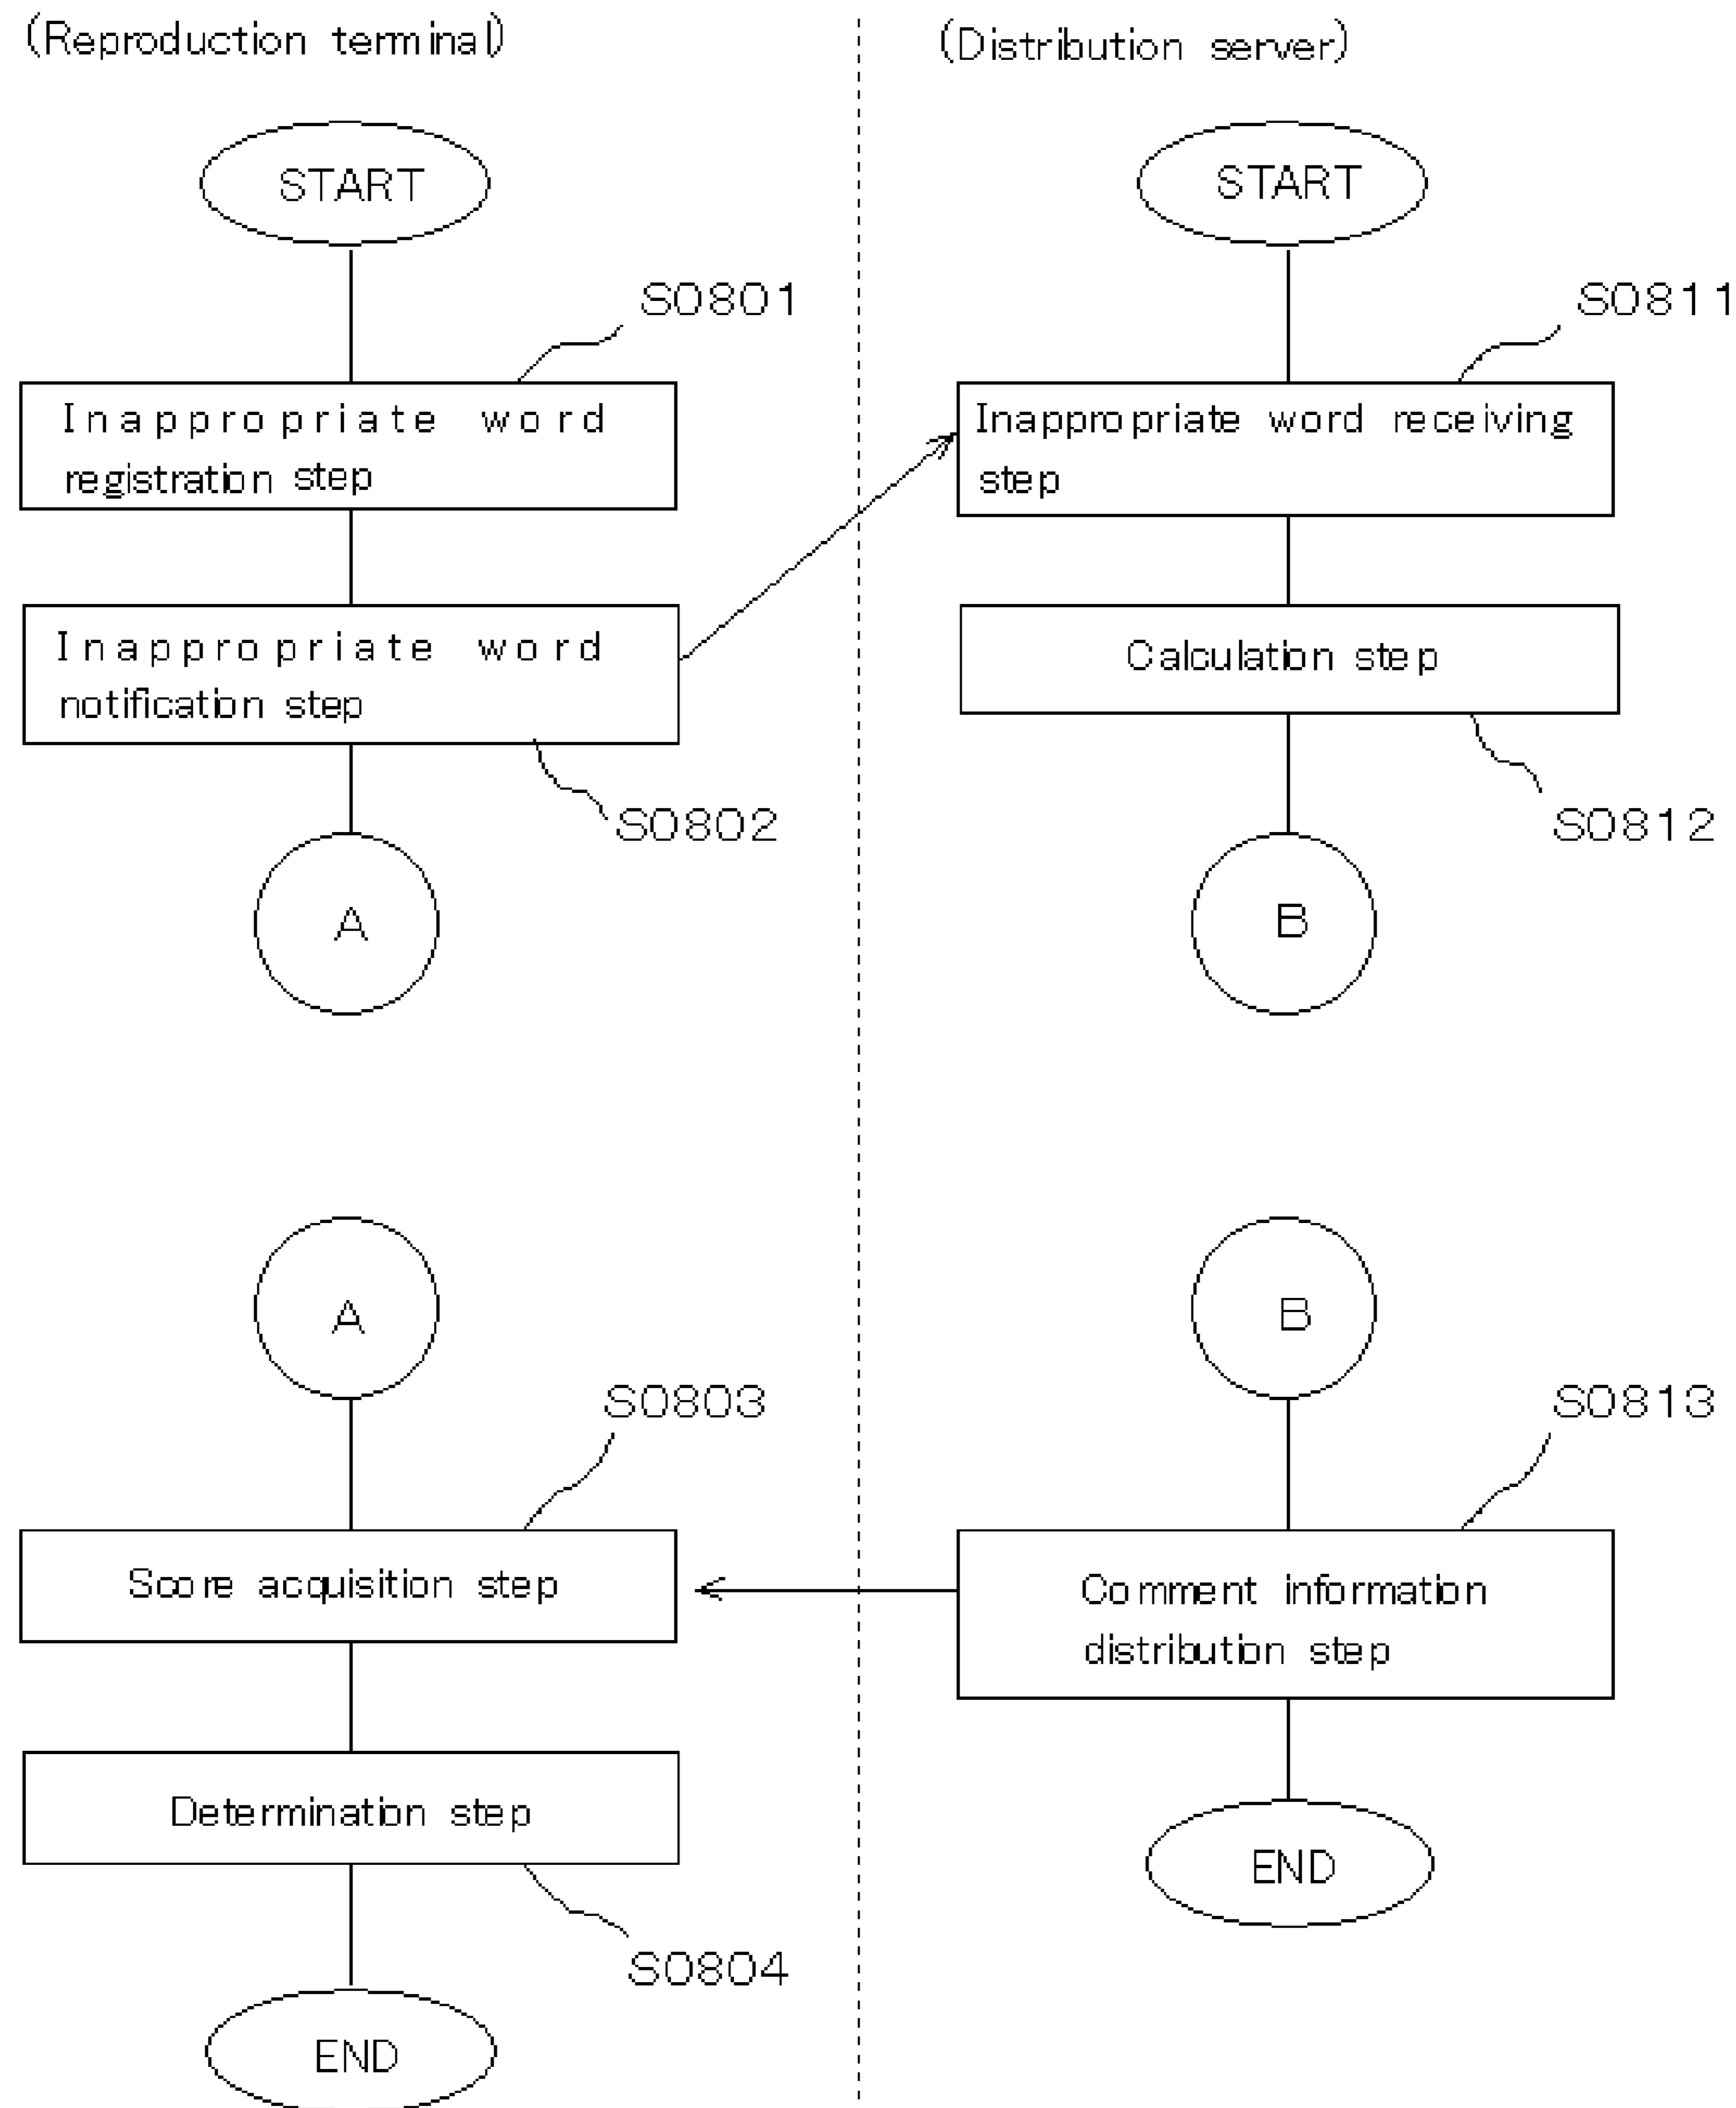 (Reproduction terminal)
(Distribution server)
START
START
S0801
S0811
Inappropriate word
registration step
Inappropriate word receiving
step
Inappropriate word
notification step
Calculation step
S0802
S0812
A
B
A
B
S0803
S0813
Score acquisition step
Comment information
distribution step
Determination step
END
S0804
END